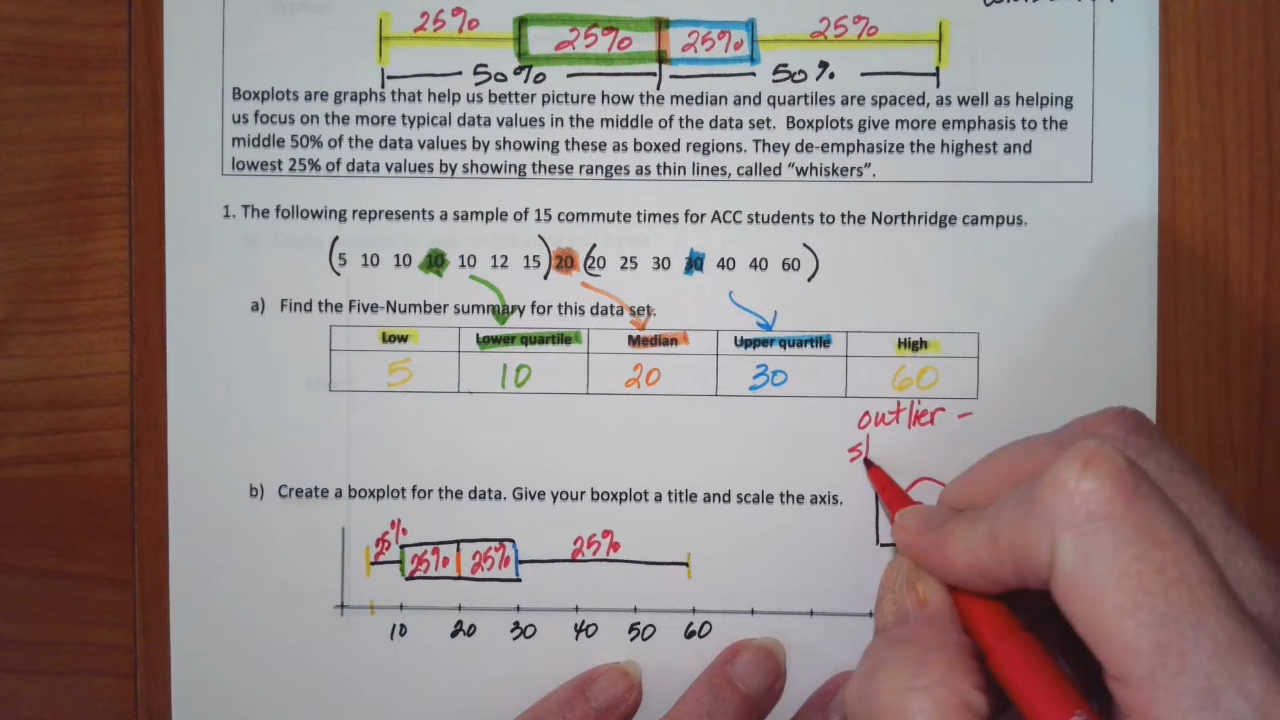 25% 25% 25% 25%
50% 50%
Boxplots are graphs that help us better picture how the median and quartiles are spaced, as well as helping
us focus on the more typical data values in the middle of the data set. Boxplots give more emphasis to the
middle 50% of the data values by showing these as boxed regions. They de-emphasize the highest and
lowest 25% of data values by showing these ranges as thin lines, called “whiskers”.
1. The following represents a sample of 15 commute times for ACC students to the Northridge campus.
(5 10 10 10 10 12 15) 20 (20 25 30 30 40 40 60)
a) Find the Five-Number summary for this data set.
Low Lower quartile Median Upper quartile High
5 10 20 30 60
outlier -
b) Create a boxplot for the data. Give your boxplot a title and scale the axis.
25% 25% 25% 25%
10 20 30 40 50 60